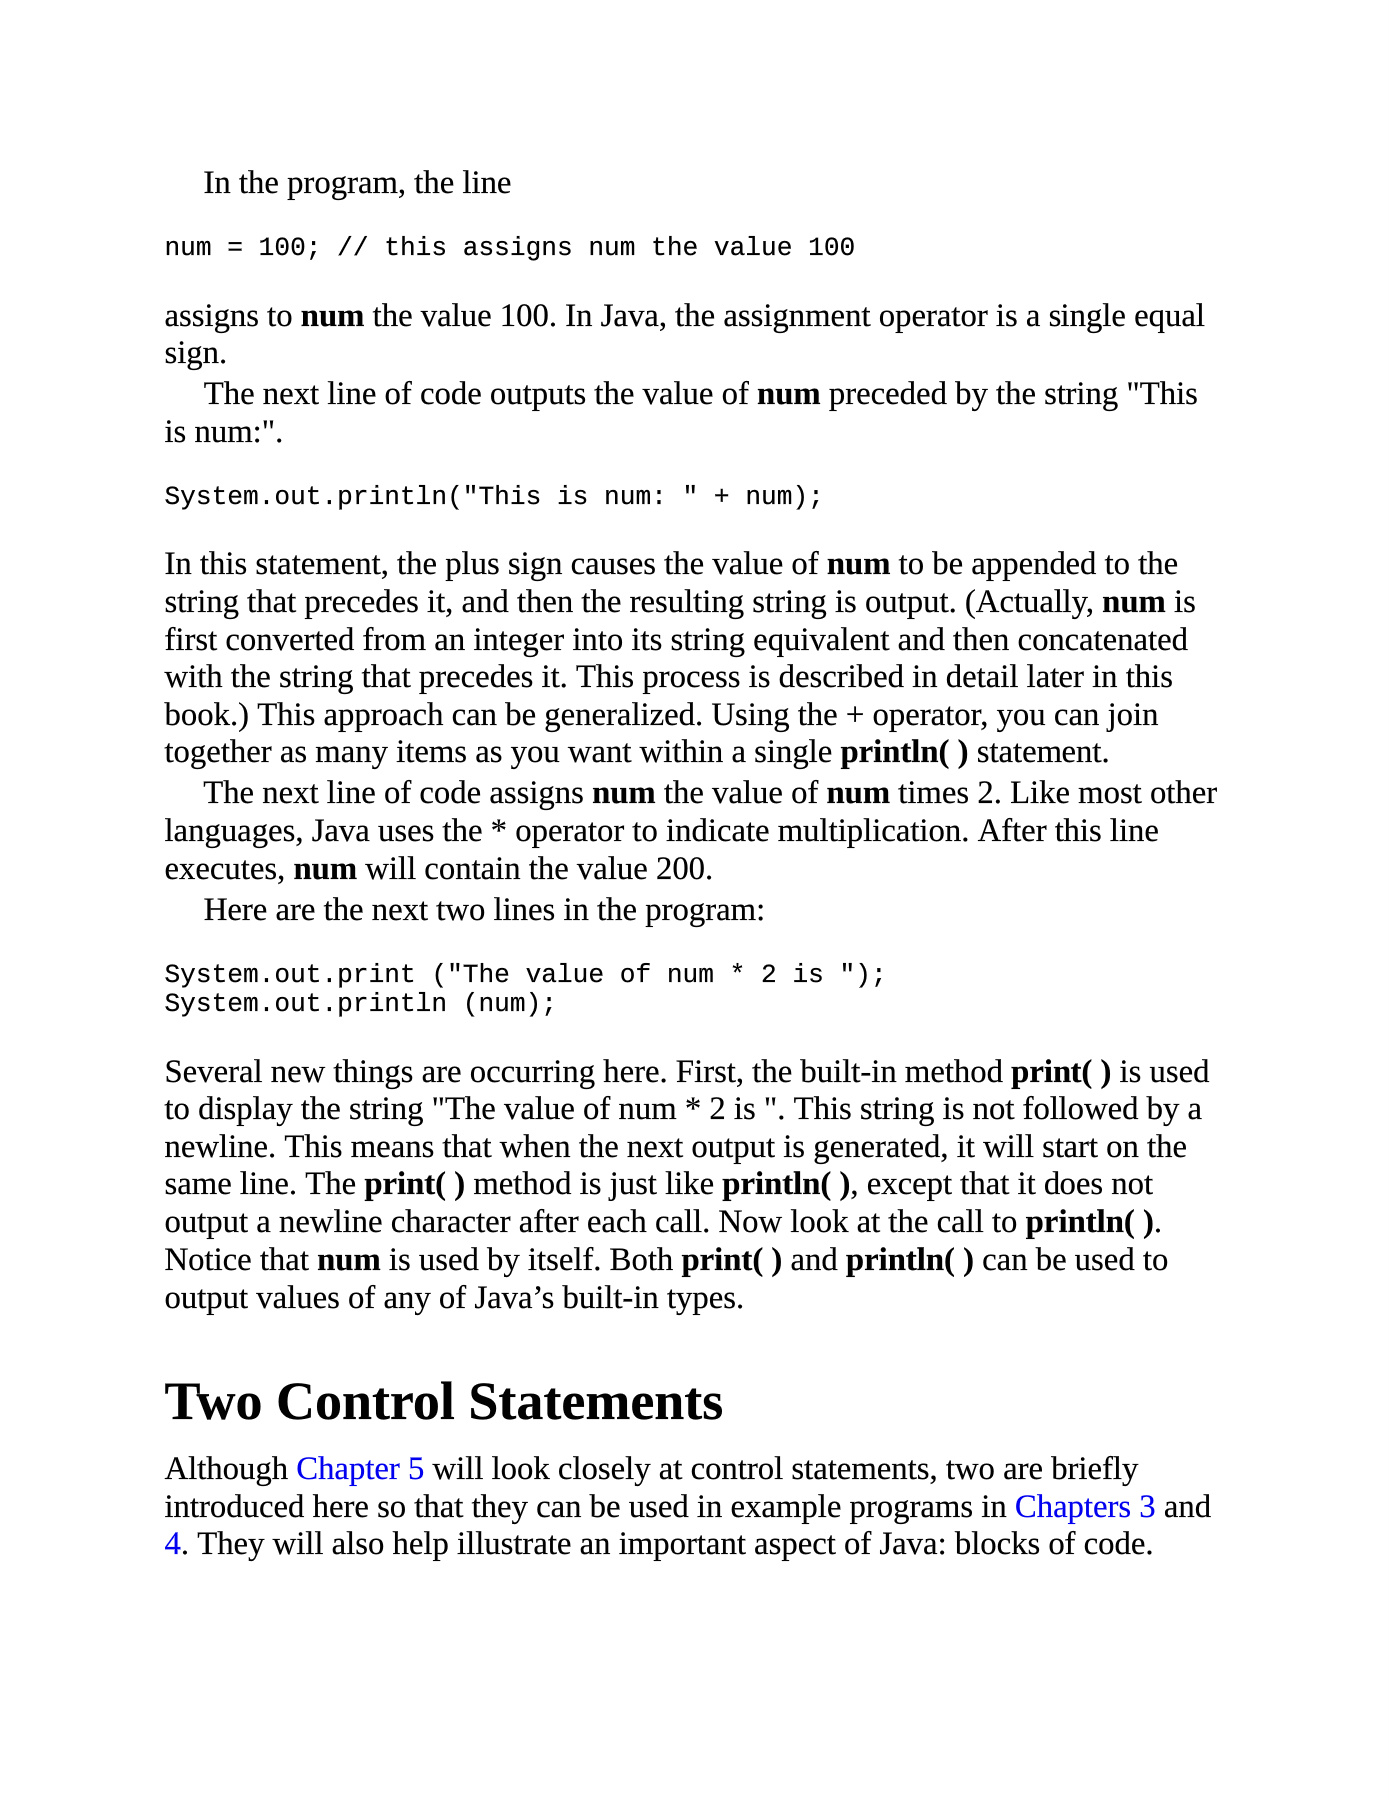 In the program, the line
num = 100; // this assigns num the value 100
assigns to num the value 100. In Java, the assignment operator is a single equal
sign.
The next line of code outputs the value of num preceded by the string "This
is num:".
System.out.println("This is num: " + num);
In this statement, the plus sign causes the value of num to be appended to the
string that precedes it, and then the resulting string is output. (Actually, num is
first converted from an integer into its string equivalent and then concatenated
with the string that precedes it. This process is described in detail later in this
book.) This approach can be generalized. Using the + operator, you can join
together as many items as you want within a single println( ) statement.
The next line of code assigns num the value of num times 2. Like most other
languages, Java uses the * operator to indicate multiplication. After this line
executes, num will contain the value 200.
Here are the next two lines in the program:
System.out.print ("The value of num * 2 is ");
System.out.println (num);
Several new things are occurring here. First, the built-in method print( ) is used
to display the string "The value of num * 2 is ". This string is not followed by a
newline. This means that when the next output is generated, it will start on the
same line. The print( ) method is just like println( ), except that it does not
output a newline character after each call. Now look at the call to println( ).
Notice that num is used by itself. Both print( ) and println( ) can be used to
output values of any of Java’s built-in types.
Two Control Statements
Although Chapter 5 will look closely at control statements, two are briefly
introduced here so that they can be used in example programs in Chapters 3 and
4. They will also help illustrate an important aspect of Java: blocks of code.